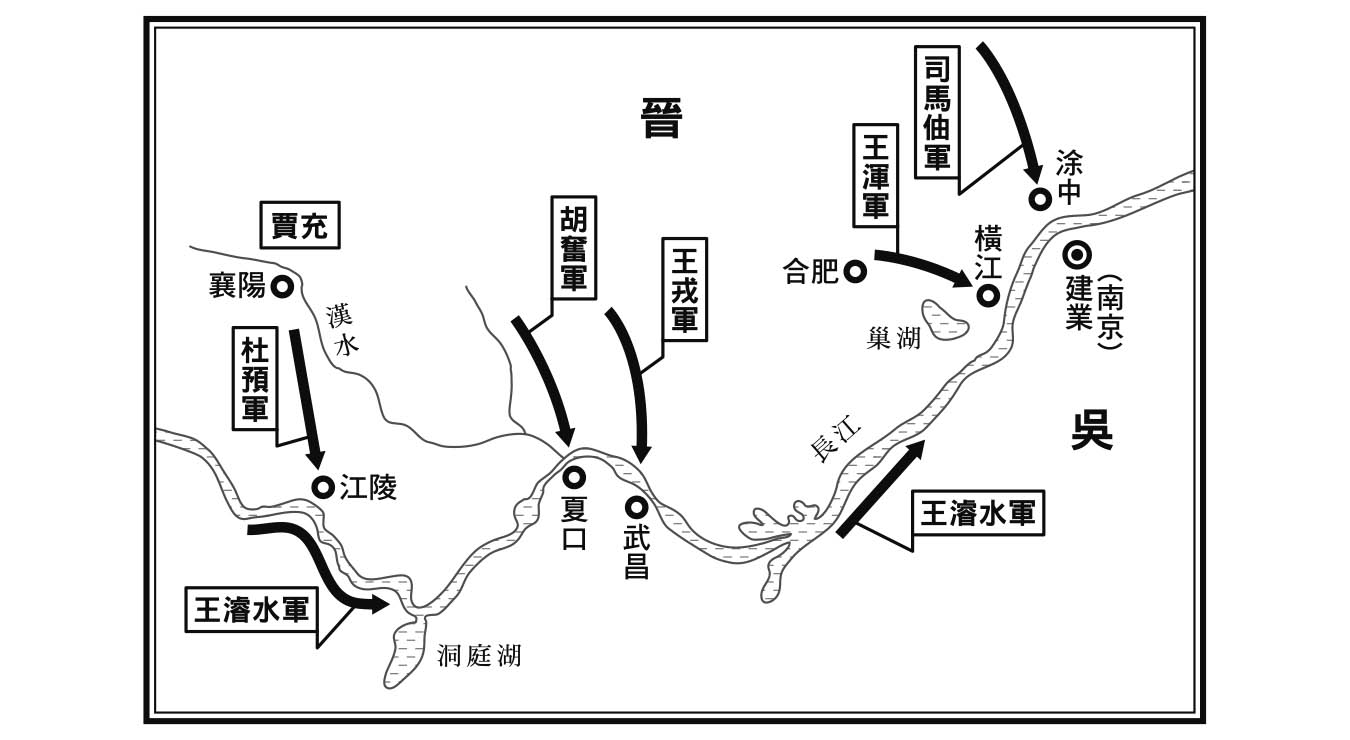 晉
司馬伷軍
涂中
王渾軍
橫江
合肥
巢湖
建業
（南京）
吳
賈充
襄陽
漢水
杜預軍
江陵
胡奮軍
王戎軍
夏口
武昌
長江
王濬水軍
王濬水軍
洞庭湖